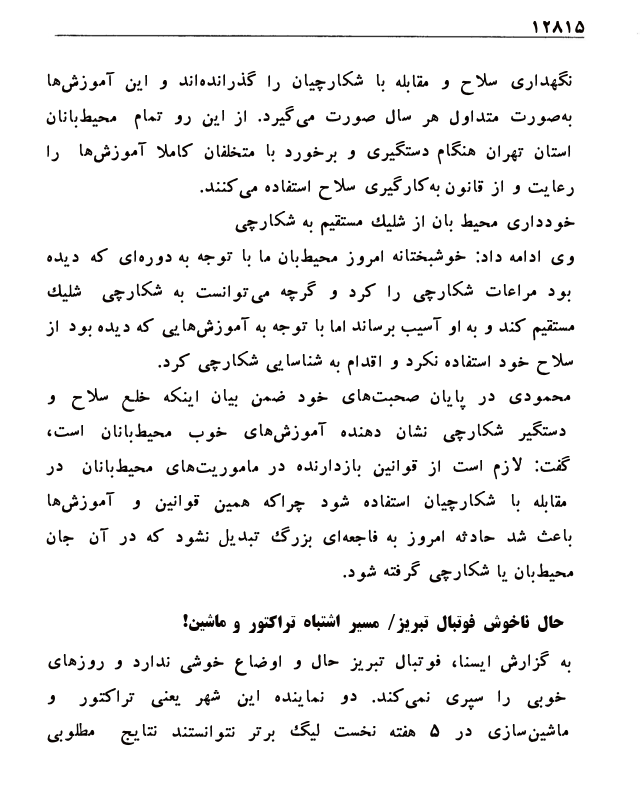 ۱۲۸۱۵
نگهداری سلاح و مقابله با شکارچیان را گذرانده‌اند و این آموزش‌ها
به‌صورت متداول هر سال صورت می‌گیرد. از این رو تمام محیط‌بانان
استان تهران هنگام دستگیری و برخورد با متخلفان کاملا آموزش‌ها را
رعایت و از قانون به‌کارگیری سلاح استفاده می‌کنند.
خودداری محیط بان از شلیک مستقیم به شکارچی
وی ادامه داد: خوشبختانه امروز محیط‌بان ما با توجه به دوره‌ای که دیده
بود مراعات شکارچی را کرد و گرچه می‌توانست به شکارچی شلیک
مستقیم کند و به او آسیب برساند اما با توجه به آموزش‌هایی که دیده بود از
سلاح خود استفاده نکرد و اقدام به شناسایی شکارچی کرد.
محمودی در پایان صحبت‌های خود ضمن بیان اینکه خلع سلاح و
دستگیر شکارچی نشان دهنده آموزش‌های خوب محیط‌بانان است،
گفت: لازم است از قوانین بازدارنده در ماموریت‌های محیط‌بانان در
مقابله با شکارچیان استفاده شود چراکه همین قوانین و آموزش‌ها
باعث شد حادثه امروز به فاجعه‌ای بزرگ تبدیل نشود که در آن جان
محیط‌بان یا شکارچی گرفته شود.
حال ناخوش فوتبال تبریز/ مسیر اشتباه تراکتور و ماشین!
به گزارش ایسنا، فوتبال تبریز حال و اوضاع خوشی ندارد و روزهای
خوبی را سپری نمی‌کند. دو نماینده این شهر یعنی تراکتور و
ماشین‌سازی در ۵ هفته نخست لیگ برتر نتوانستند نتایج مطلوبی